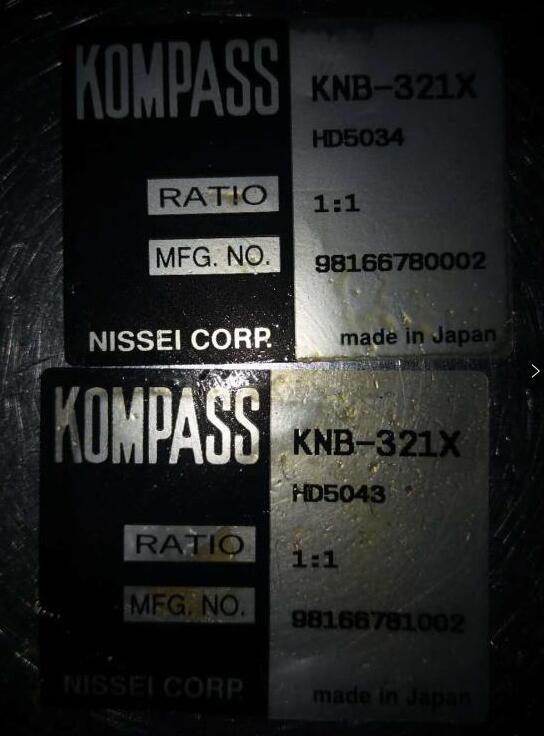 KOMPASS KNB-321X
HD5034
RATIO 1:1
MFG. NO. 98166780002
NISSEI CORP. made in Japan
KOMPASS KNB-321X
HD5043
RATIO 1:1
MFG. NO. 98166781002
NISSEI CORP. made in Japan